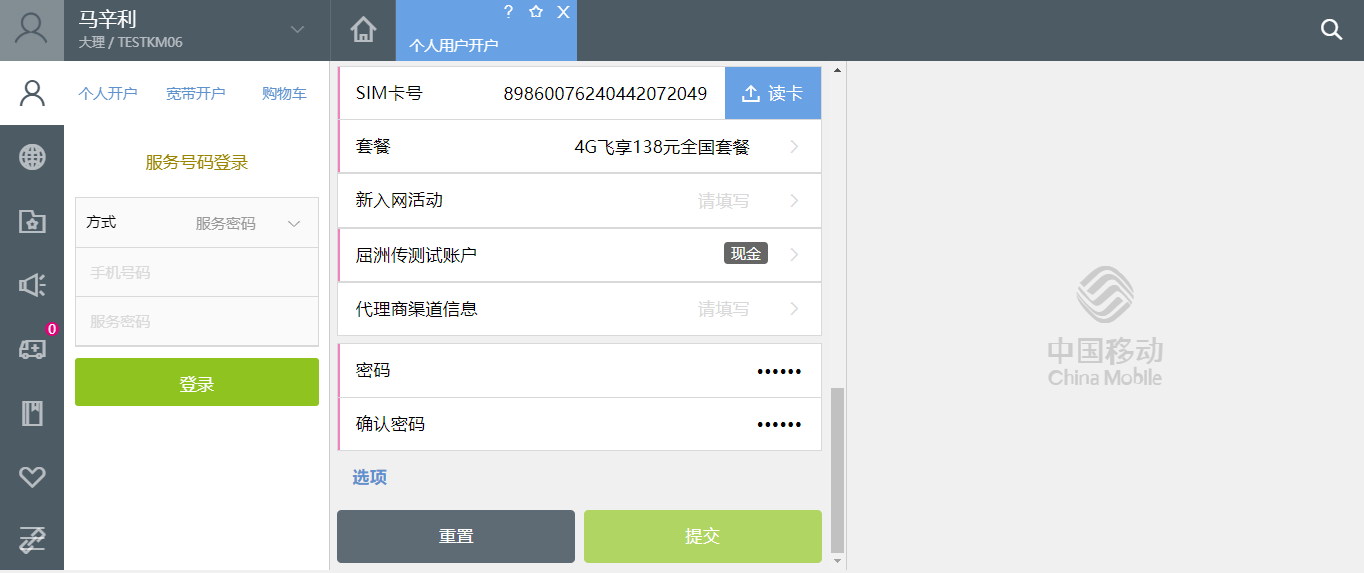 马辛利
大理 / TESTKM06
? X
个人用户开户
个人开户 宽带开户 购物车
服务号码登录
方式 服务密码
手机号码
服务密码
登录
0
SIM卡号 89860076240442072049 读卡
套餐 4G飞享138元全国套餐
新入网活动 请填写
屈洲传测试账户 现金
代理商渠道信息 请填写
密码 ••••••
确认密码 ••••••
选项
重置 提交
中国移动
China Mobile